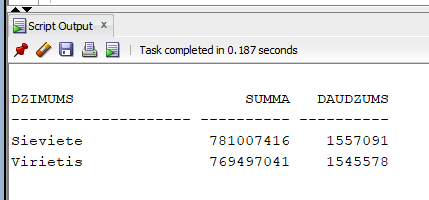 Script Output x
Task completed in 0.187 seconds
DZIMUMS SUMMA DAUDZUMS
-------------------- ---------- ----------
Sieviete 781007416 1557091
Virietis 769497041 1545578